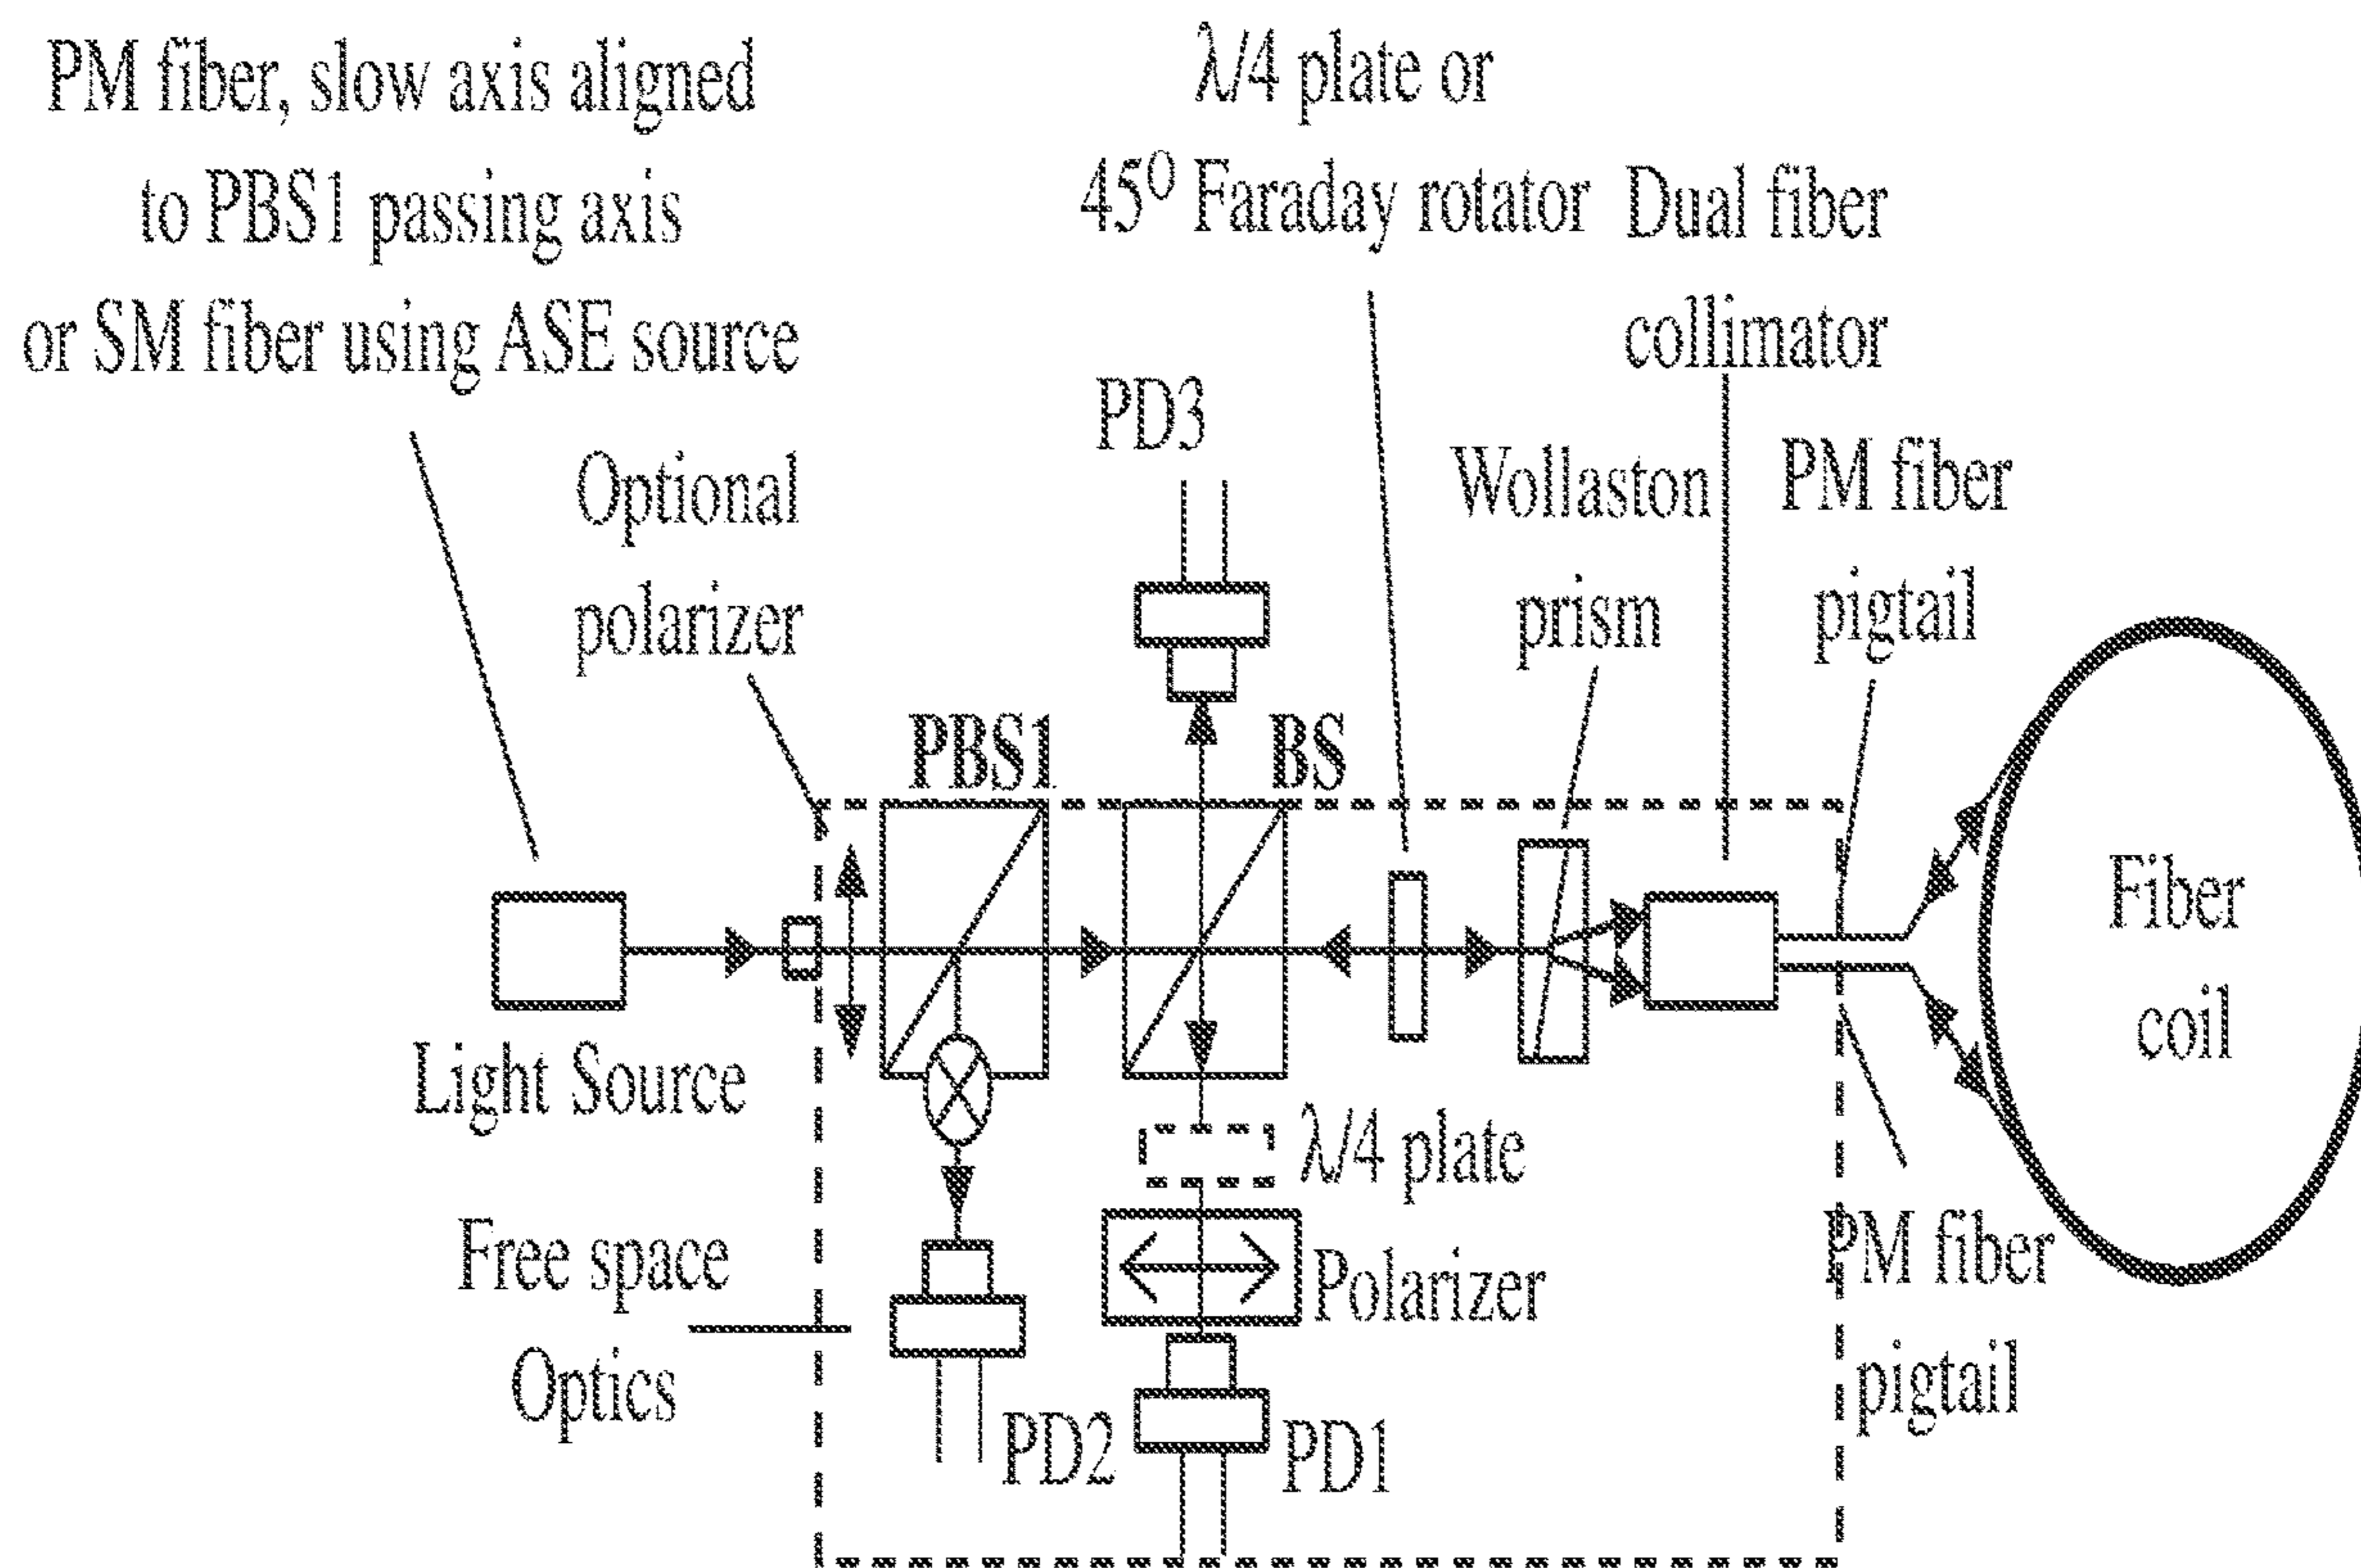 PM fiber, slow axis aligned
to PBS1 passing axis
or SM fiber using ASE source
λ/4 plate or
45⁰ Faraday rotator
Dual fiber
collimator
Optional
polarizer
PD3
Wollaston
prism
PM fiber
pigtail
PBS1
BS
Fiber
coil
Light Source
λ/4 plate
Free space
Optics
Polarizer
PM fiber
pigtail
PD2
PD1